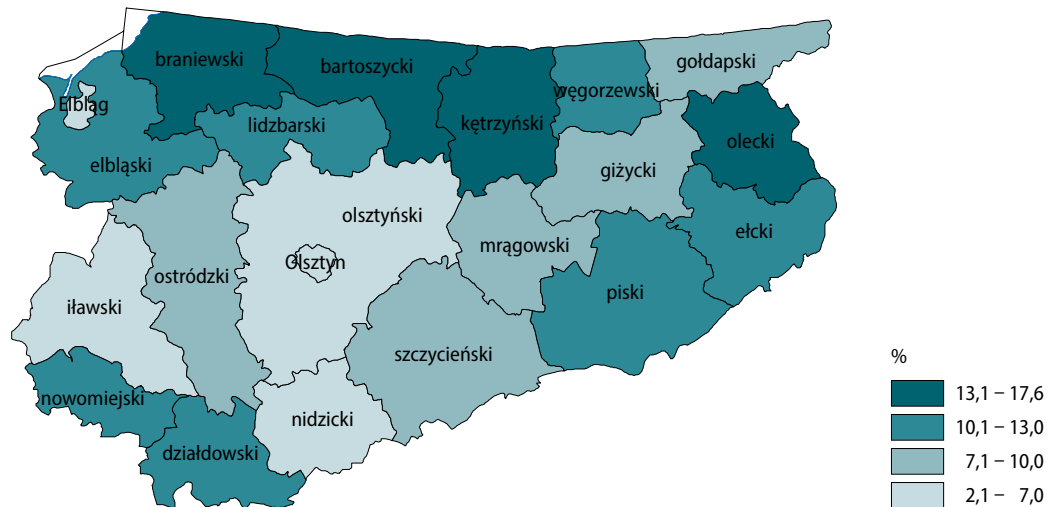 braniewski
bartoszycki
gołdapski
węgorzewski
Elbląg
lidzbarski
kętrzyński
olecki
elbląski
giżycki
olsztyński
ełcki
mrągowski
Olsztyn
ostródzki
piski
iławski
szczycieński
nowomiejski
nidzicki
działdowski
%
13,1 – 17,6
10,1 – 13,0
7,1 – 10,0
2,1 – 7,0